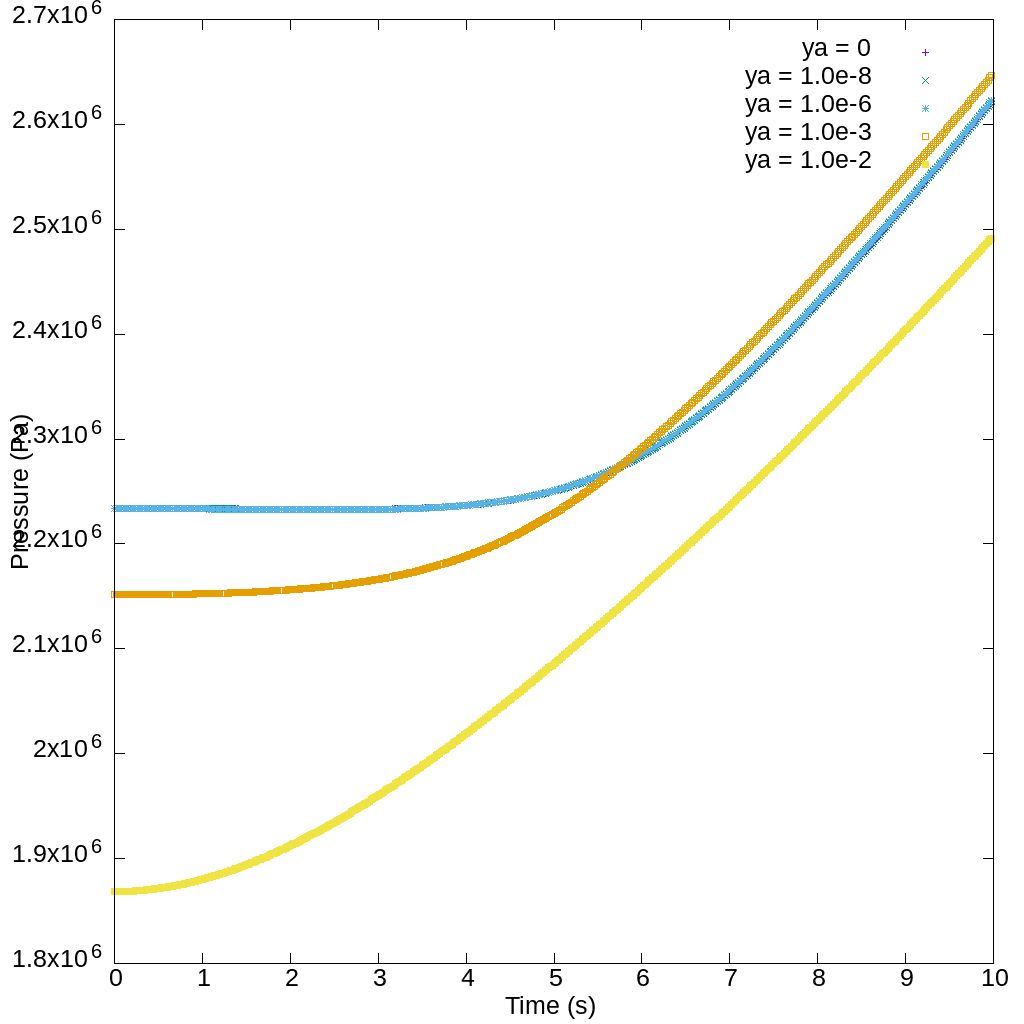 2.7x10^6
2.6x10^6
2.5x10^6
2.4x10^6
2.3x10^6
2.2x10^6
2.1x10^6
2x10^6
1.9x10^6
1.8x10^6
Pressure (Pa)
ya = 0
ya = 1.0e-8
ya = 1.0e-6
ya = 1.0e-3
ya = 1.0e-2
0 1 2 3 4 5 6 7 8 9 10
Time (s)